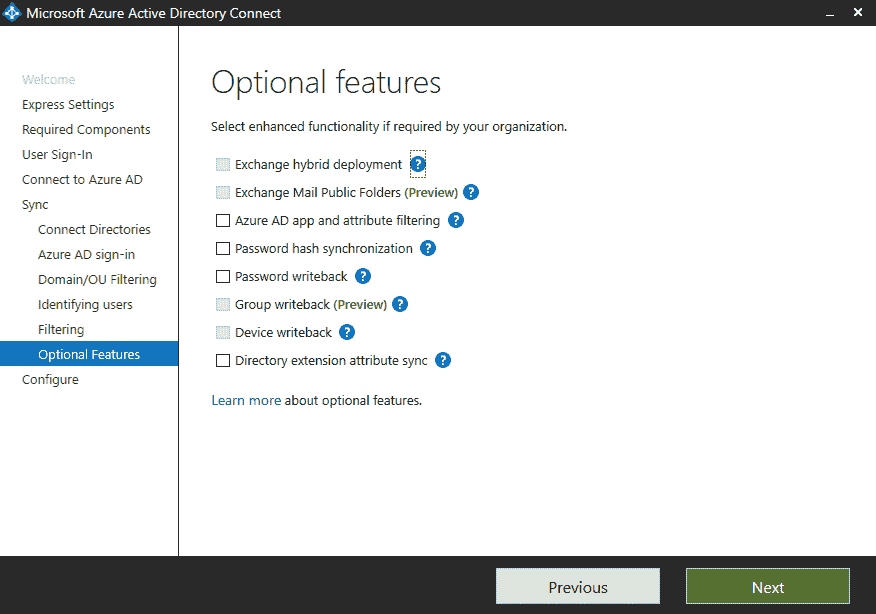 Microsoft Azure Active Directory Connect
Welcome
Express Settings
Required Components
User Sign-In
Connect to Azure AD
Sync
Connect Directories
Azure AD sign-in
Domain/OU Filtering
Identifying users
Filtering
Optional Features
Configure
Optional features
Select enhanced functionality if required by your organization.
Exchange hybrid deployment ?
Exchange Mail Public Folders (Preview) ?
Azure AD app and attribute filtering ?
Password hash synchronization ?
Password writeback ?
Group writeback (Preview) ?
Device writeback ?
Directory extension attribute sync ?
Learn more about optional features.
Previous
Next